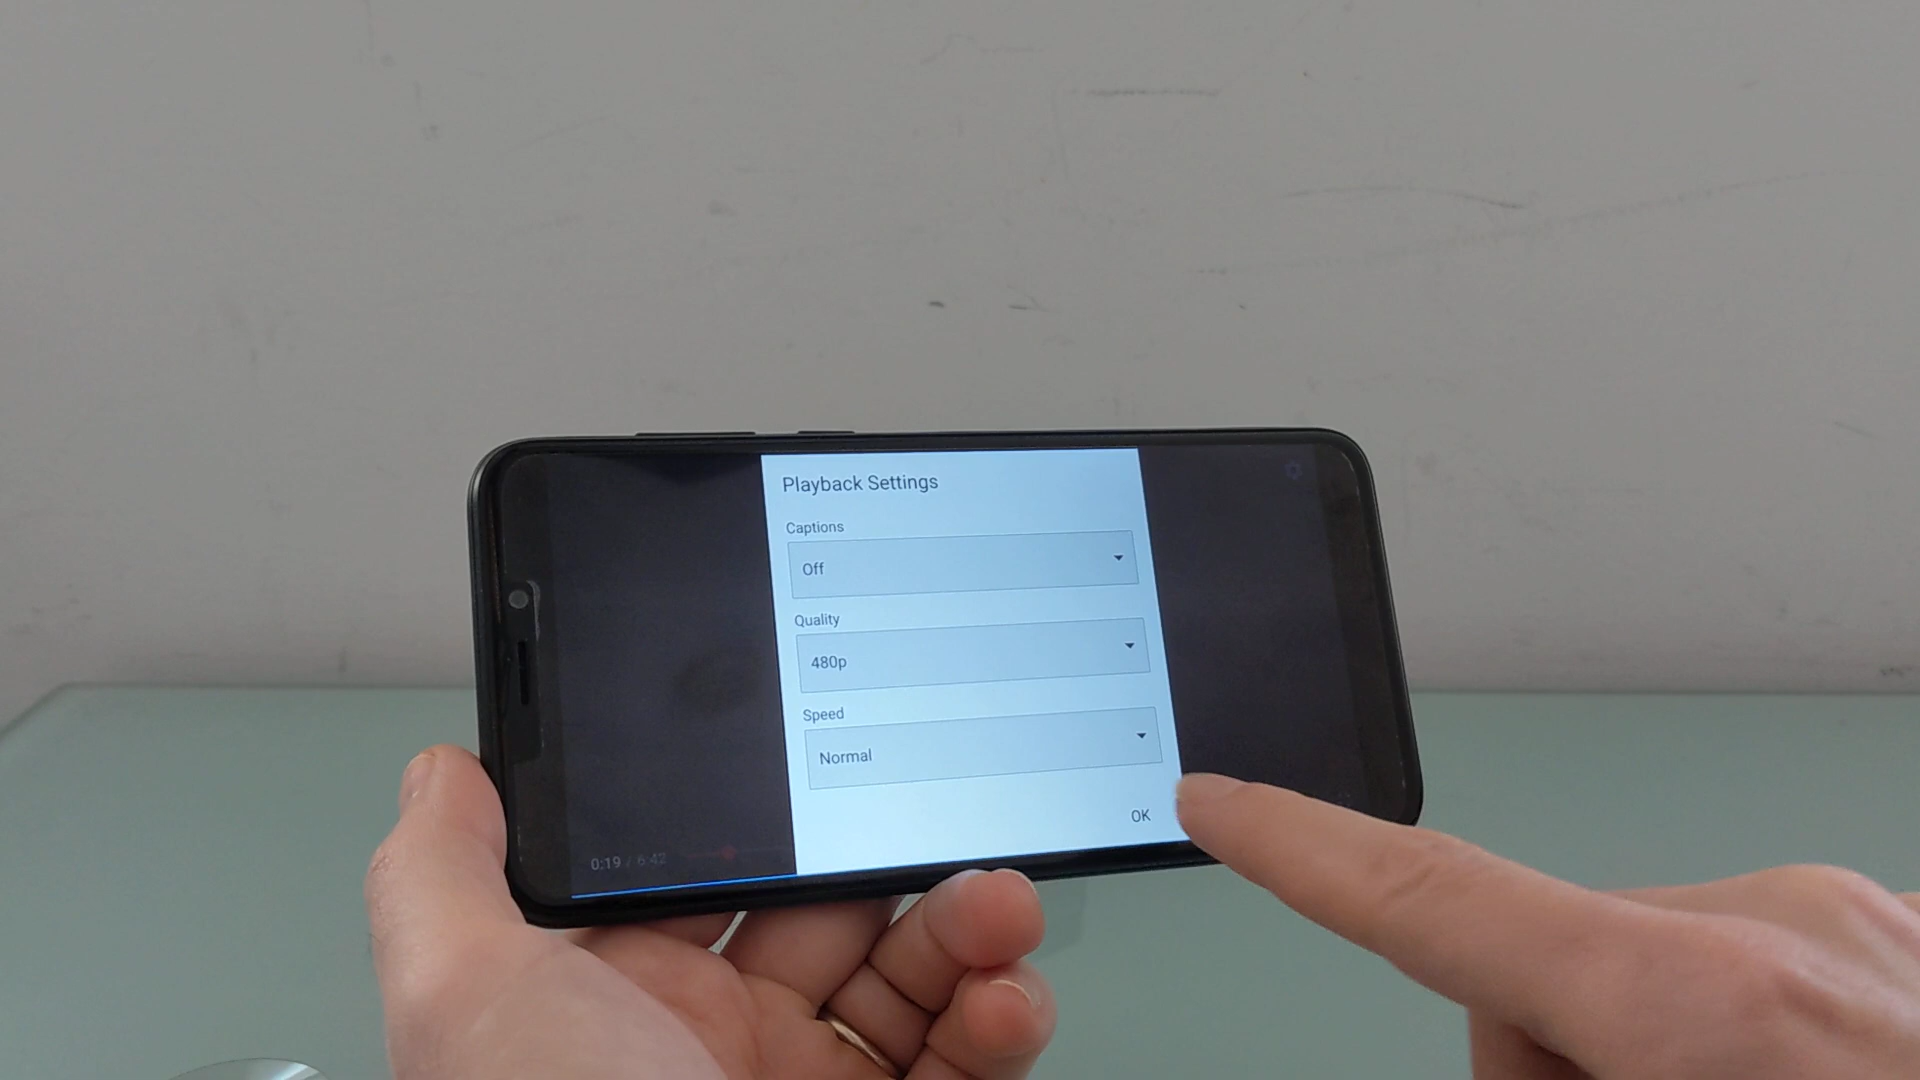 Playback Settings
Captions
Off
Quality
480p
Speed
Normal
OK
0:19 / 6:42